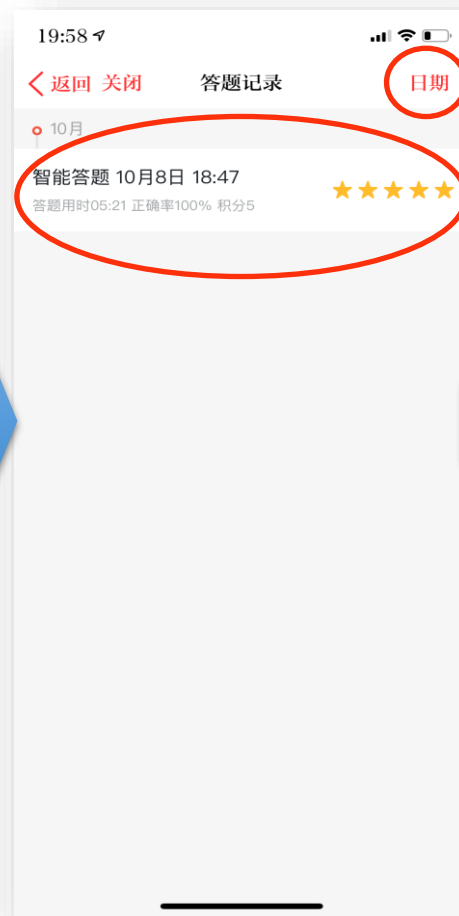 19:58
返回 关闭 答题记录 日期
10月
智能答题 10月8日 18:47
答题用时05:21 正确率100% 积分5